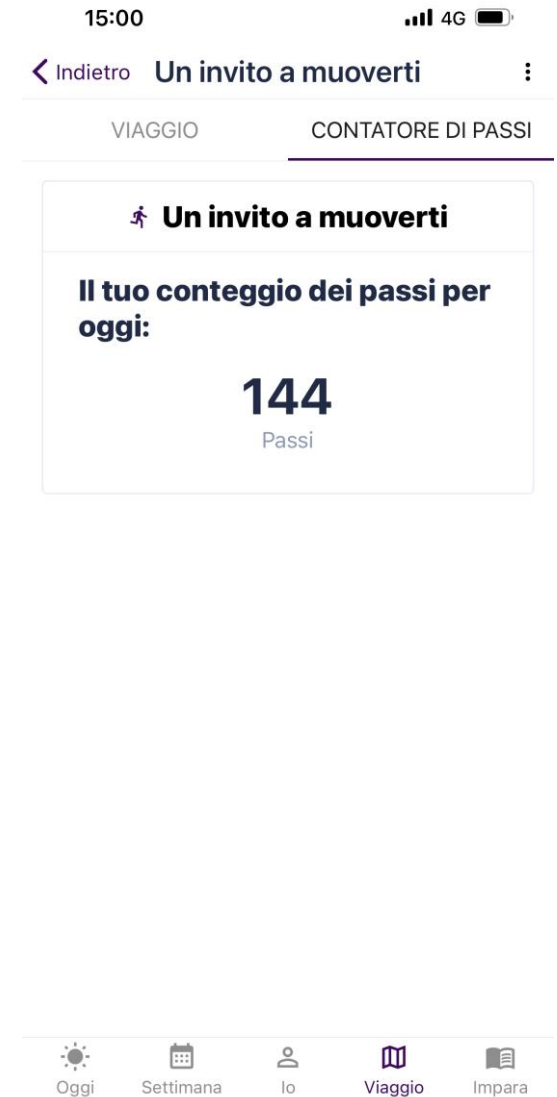 15:00 4G
Indietro Un invito a muoverti
VIAGGIO CONTATORE DI PASSI
Un invito a muoverti
Il tuo conteggio dei passi per
oggi:
144
Passi
Oggi Settimana Io Viaggio Impara